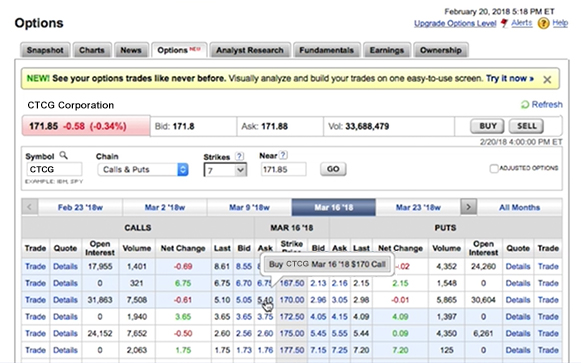 February 20, 2018 5:18 PM ET
Options
Upgrade Options Level Alerts ? Help
Snapshot Charts News Options NEW Analyst Research Fundamentals Earnings Ownership
NEW! See your options trades like never before. Visually analyze and build your trades on one easy-to-use screen. Try it now »
CTCG Corporation
Refresh
171.85 -0.58 (-0.34%) Bid: 171.8 Ask: 171.88 Vol: 33,688,479 BUY SELL
2/20/18 4:00:00 PM ET
Symbol Chain Strikes ? Near ?
CTCG Calls & Puts 7 171.85 GO ADJUSTED OPTIONS
EXAMPLE: IBM, SPY
< Feb 23 '18w Mar 2 '18w Mar 9 '18w Mar 16 '18 Mar 23 '18w > All Months
CALLS MAR 16 '18 PUTS
Trade Quote Open Interest Volume Net Change Last Bid Ask Strike Price Bid Ask Last Net Change Volume Open Interest Quote Trade
Buy CTCG Mar 16 '18 $170 Call
Trade Details 17,955 1,401 -0.69 8.61 8.55 .02 4,352 24,260 Details Trade
Trade Details 0 321 6.75 6.75 6.70 167.50 2.13 2.16 2.15 2.15 1,548 0 Details Trade
Trade Details 31,863 7,508 -0.61 5.10 5.05 5.40 170.00 2.96 3.05 2.98 -0.01 5,865 30,604 Details Trade
Trade Details 0 1,940 3.65 3.65 3.65 3.75 172.50 4.05 4.15 4.09 4.09 1,397 0 Details Trade
Trade Details 24,152 7,652 -0.50 2.60 2.56 2.60 175.00 5.45 5.55 5.44 0.09 4,350 6,261 Details Trade
Trade Details 0 2,063 1.75 1.75 1.73 1.76 177.50 7.15 7.25 7.20 7.20 125 0 Details Trade